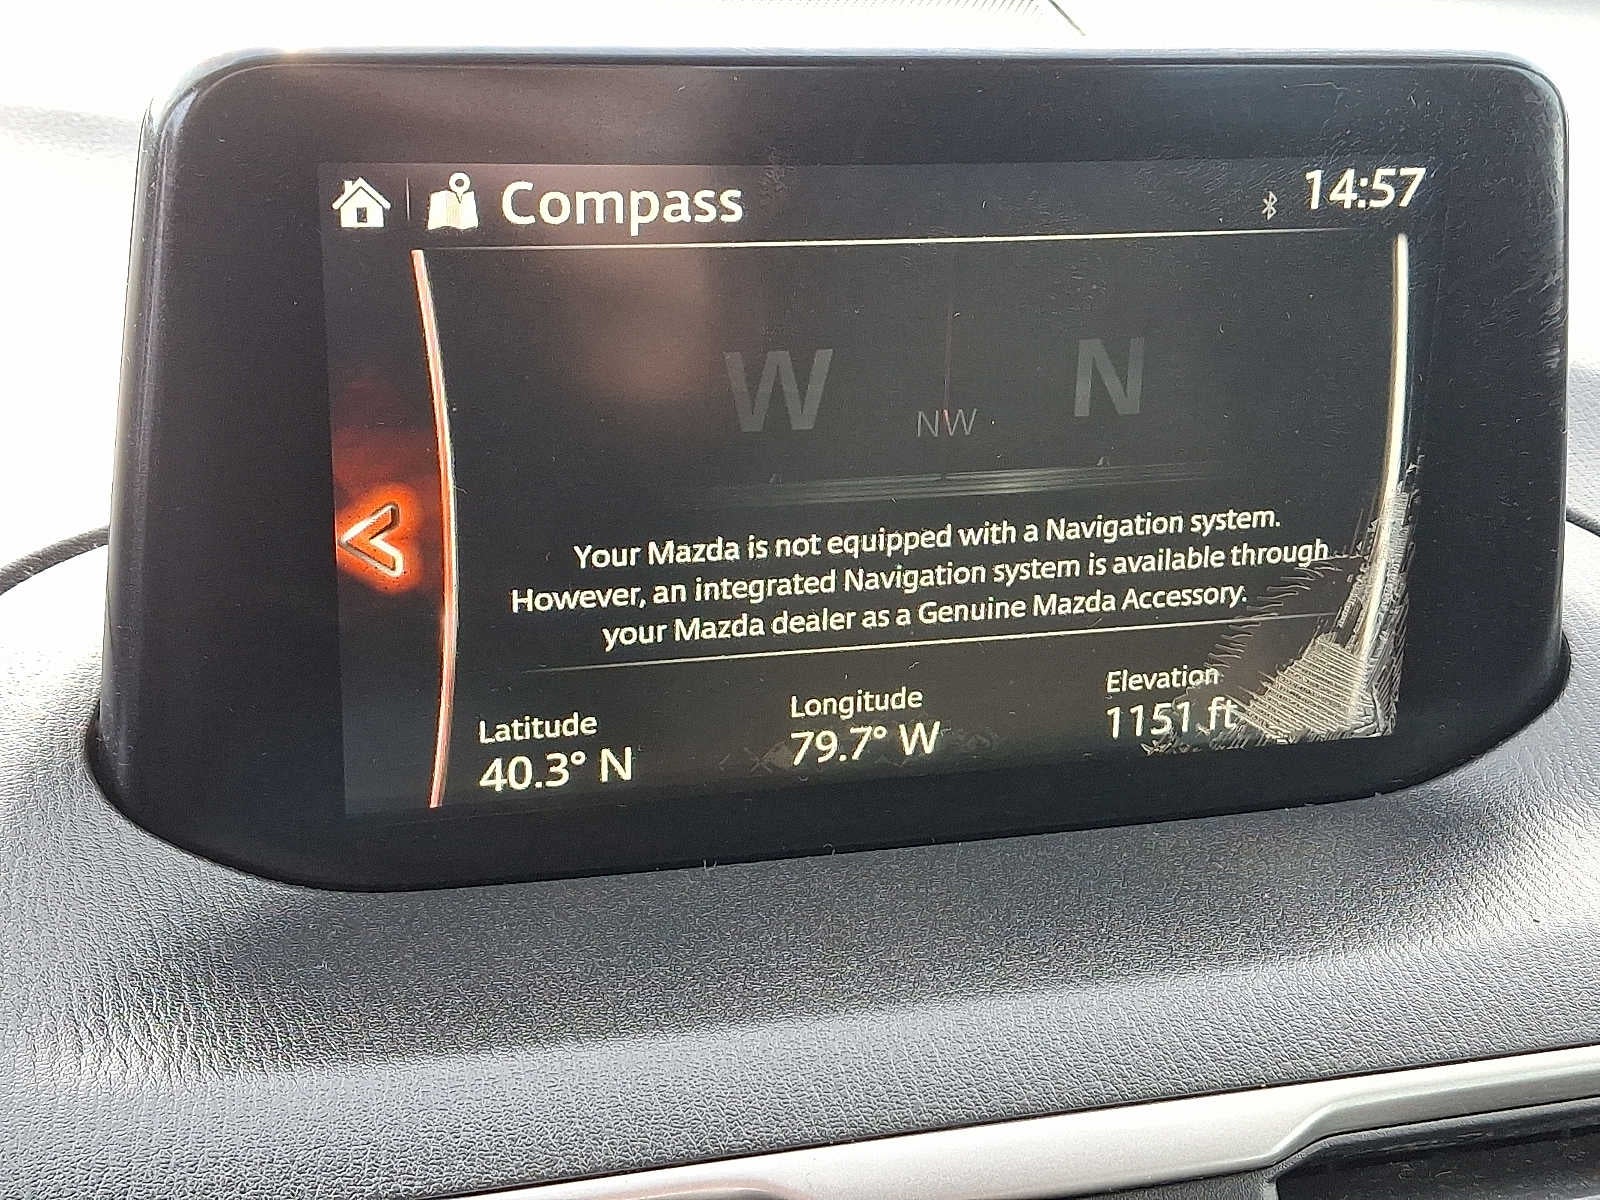 Compass
14:57
W
NW
N
Your Mazda is not equipped with a Navigation system.
However, an integrated Navigation system is available through
your Mazda dealer as a Genuine Mazda Accessory.
Latitude
40.3° N
Longitude
79.7° W
Elevation
1151 ft